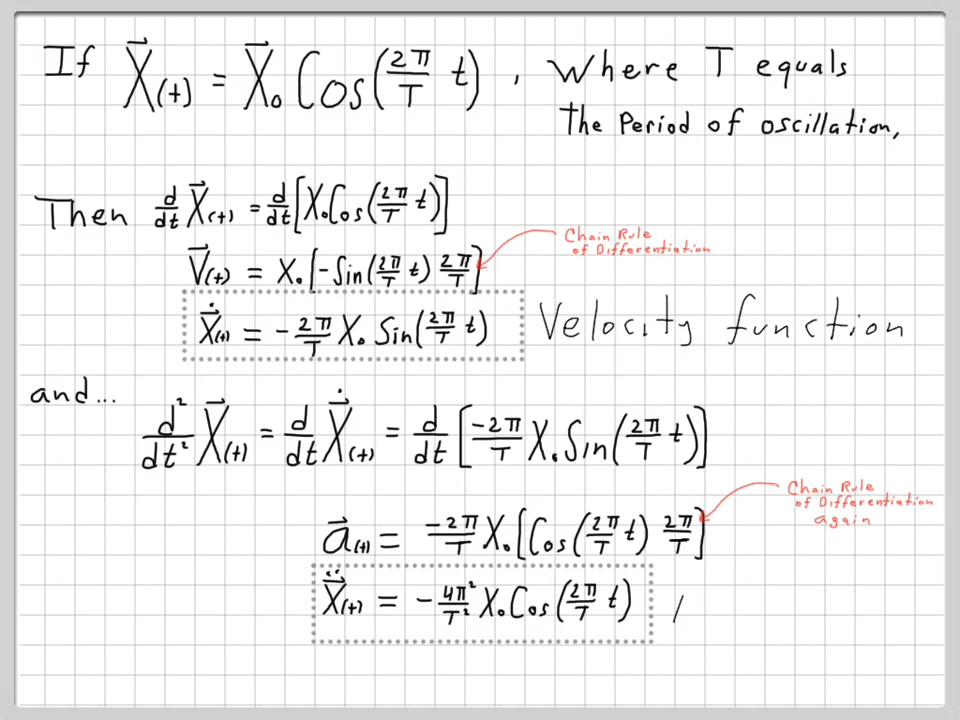 If X⃗(t) = X⃗₀ Cos(2π/T t), Where T equals
the Period of oscillation,
Then d/dt X⃗(t) = d/dt [X₀ Cos(2π/T t)]
Chain Rule
of Differentiation
V⃗(t) = X₀ [-Sin(2π/T t) 2π/T]
Ẋ⃗(t) = -2π/T X₀ Sin(2π/T t) Velocity function
and...
d²/dt² X⃗(t) = d/dt Ẋ⃗(t) = d/dt [-2π/T X₀ Sin(2π/T t)]
Chain Rule
of Differentiation
again
a⃗(t) = -2π/T X₀ [Cos(2π/T t) 2π/T]
Ẍ⃗(t) = -4π²/T² X₀ Cos(2π/T t)